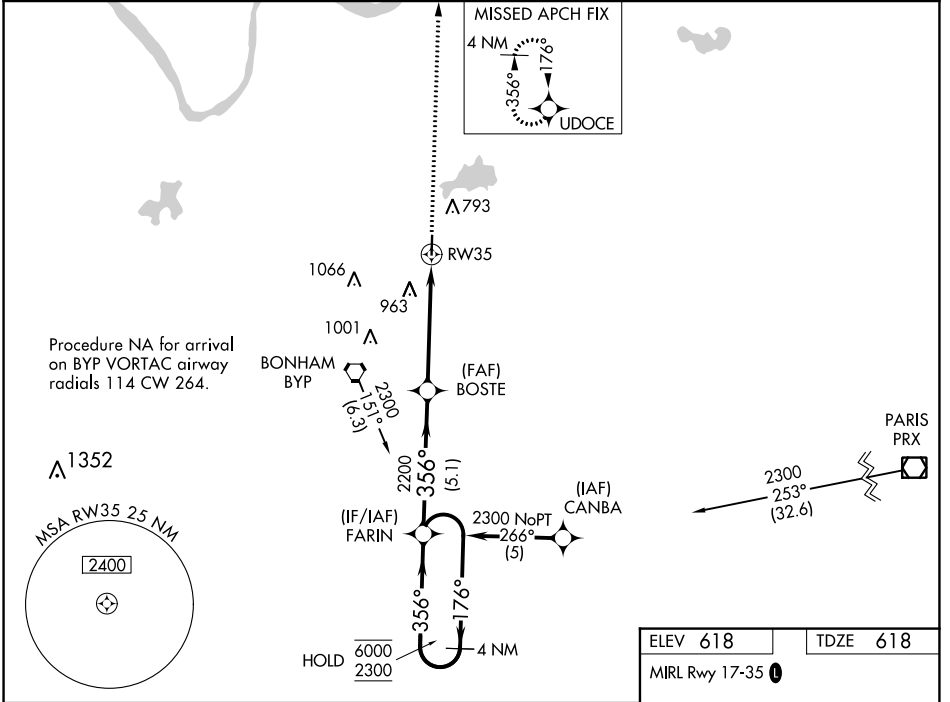 MISSED APCH FIX
4 NM
356°
176°
UDOCE
793
RW35
1066
963
1001
Procedure NA for arrival
on BYP VORTAC airway
radials 114 CW 264.
BONHAM
BYP
2300
151°
(6.3)
(FAF)
BOSTE
PARIS
PRX
1352
2200
356°
(5.1)
2300
253°
(32.6)
(IAF)
CANBA
(IF/IAF)
FARIN
2300 NoPT
266°
(5)
MSA RW35 25 NM
2400
356°
176°
HOLD
6000
2300
4 NM
ELEV 618
TDZE 618
MIRL Rwy 17-35 L